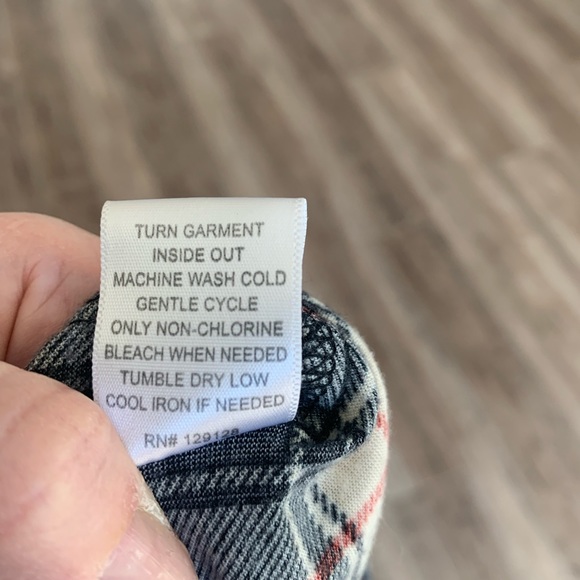 TURN GARMENT
INSIDE OUT
MACHINE WASH COLD
GENTLE CYCLE
ONLY NON-CHLORINE
BLEACH WHEN NEEDED
TUMBLE DRY LOW
COOL IRON IF NEEDED
RN# 129128